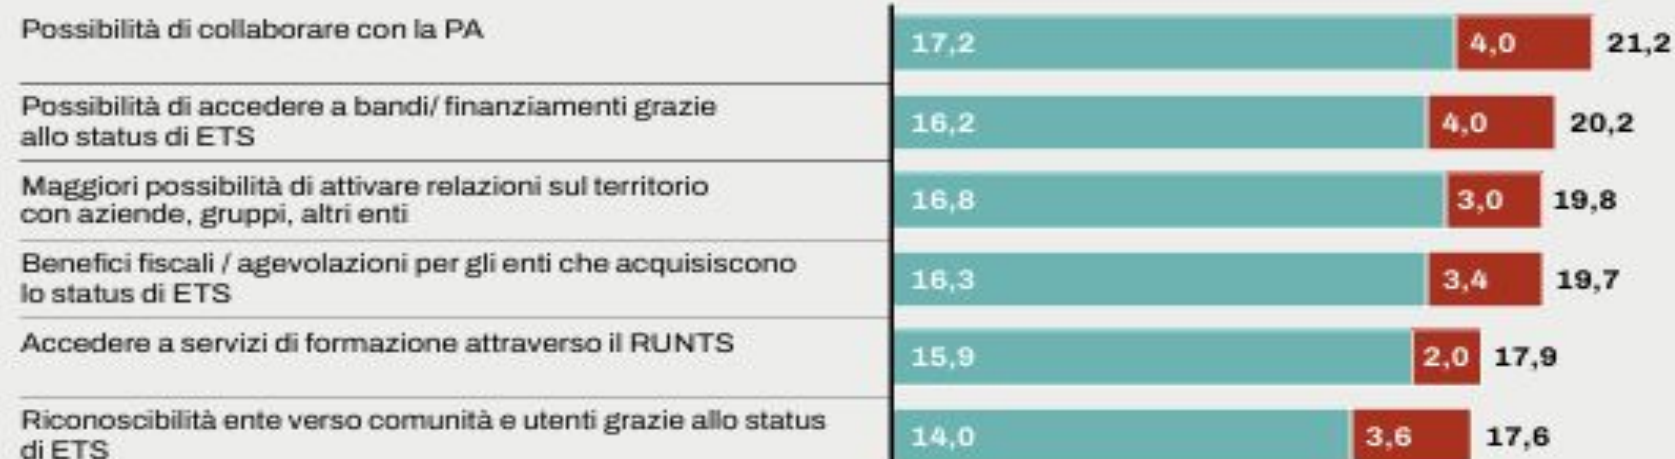 Possibilità di collaborare con la PA
17,2 4,0 21,2
Possibilità di accedere a bandi/ finanziamenti grazie
allo status di ETS
16,2 4,0 20,2
Maggiori possibilità di attivare relazioni sul territorio
con aziende, gruppi, altri enti
16,8 3,0 19,8
Benefici fiscali / agevolazioni per gli enti che acquisiscono
lo status di ETS
16,3 3,4 19,7
Accedere a servizi di formazione attraverso il RUNTS
15,9 2,0 17,9
Riconoscibilità ente verso comunità e utenti grazie allo status
di ETS
14,0 3,6 17,6